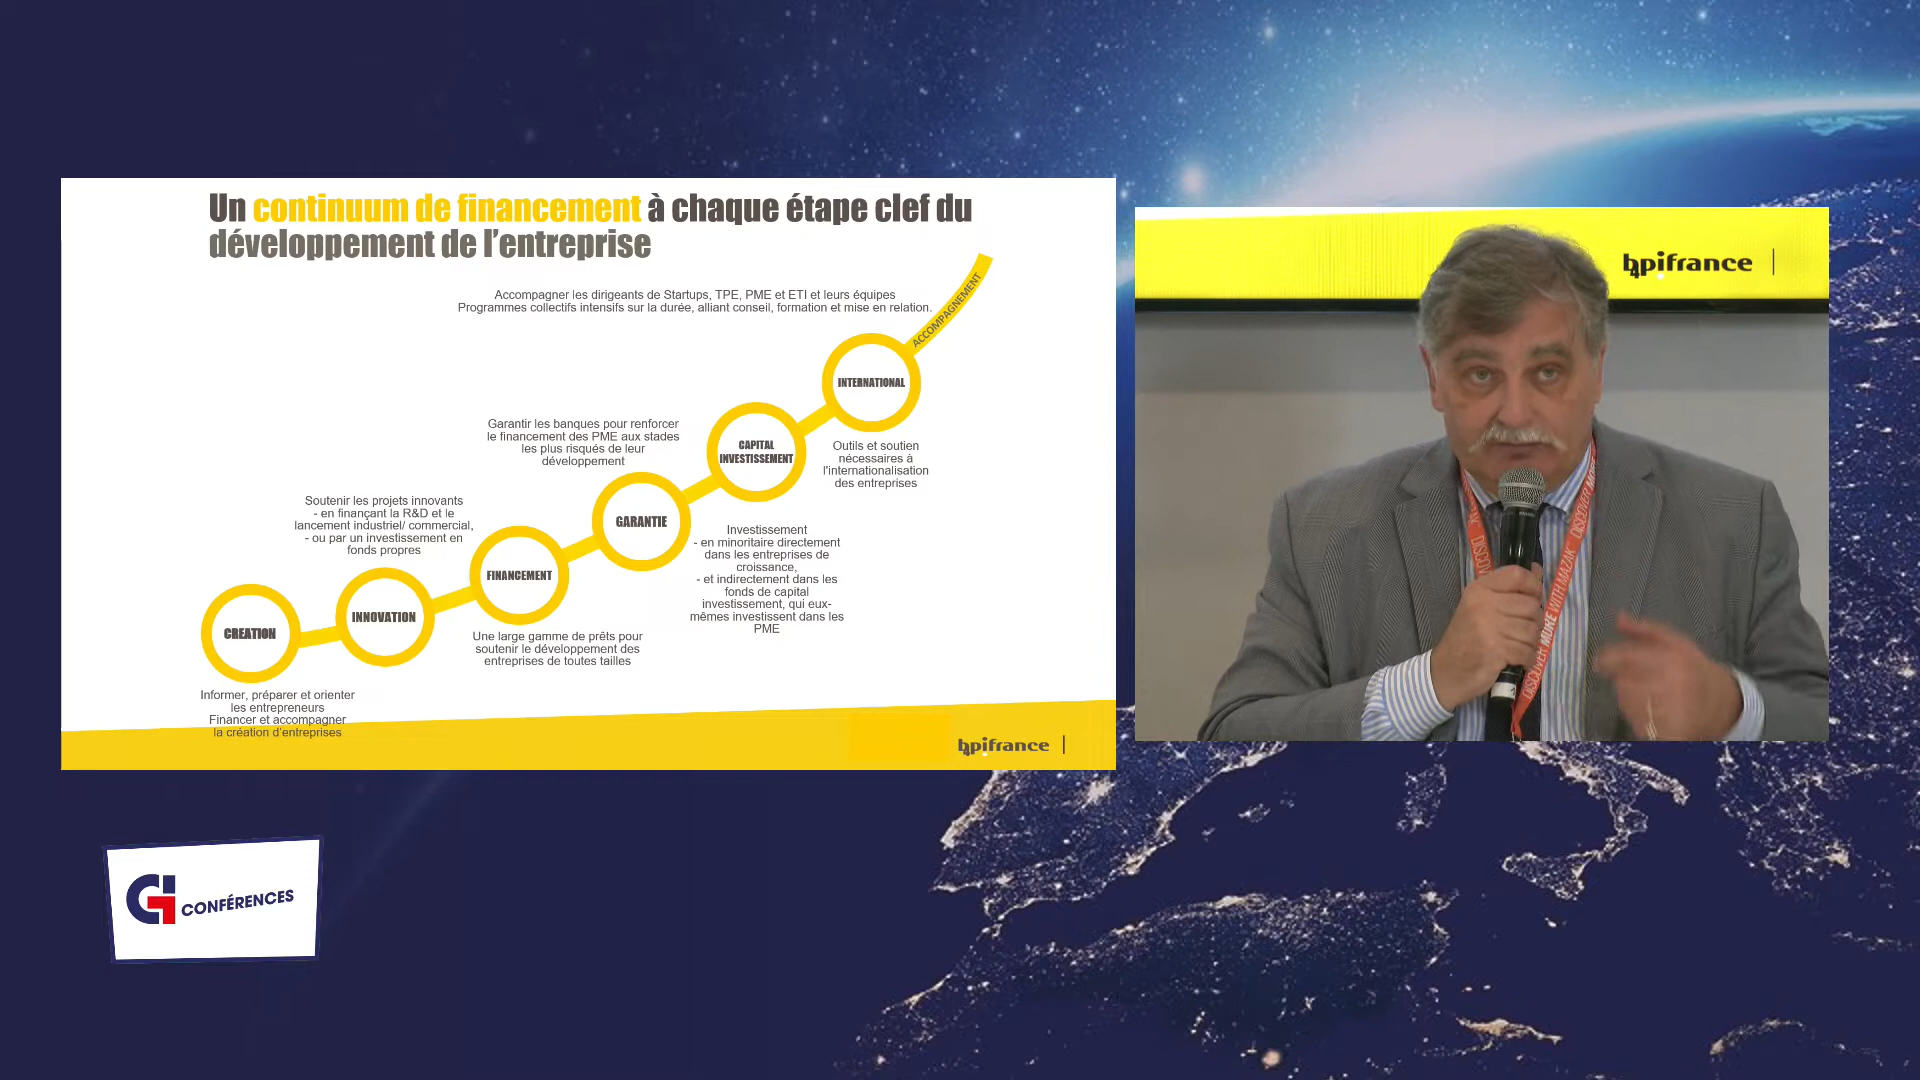 Un continuum de financement à chaque étape clef du
développement de l'entreprise
Accompagner les dirigeants de Startups, TPE, PME et ETI et leurs équipes
Programmes collectifs intensifs sur la durée, alliant conseil, formation et mise en relation.
ACCOMPAGNEMENT
INTERNATIONAL
Outils et soutien
nécessaires à
l'internationalisation
des entreprises
Garantir les banques pour renforcer
le financement des PME aux stades
les plus risqués de leur
développement
CAPITAL
INVESTISSEMENT
Investissement
- en minoritaire directement
dans les entreprises de
croissance,
- et indirectement dans les
fonds de capital
investissement, qui eux-
mêmes investissent dans les
PME
GARANTIE
Soutenir les projets innovants
- en finançant la R&D et le
lancement industriel/ commercial,
- ou par un investissement en
fonds propres
FINANCEMENT
Une large gamme de prêts pour
soutenir le développement des
entreprises de toutes tailles
INNOVATION
CREATION
Informer, préparer et orienter
les entrepreneurs
Financer et accompagner
la création d'entreprises
bpifrance
bpifrance
DISCOVER MORE WITH MAZAK
DISCOVER MORE
GI CONFÉRENCES